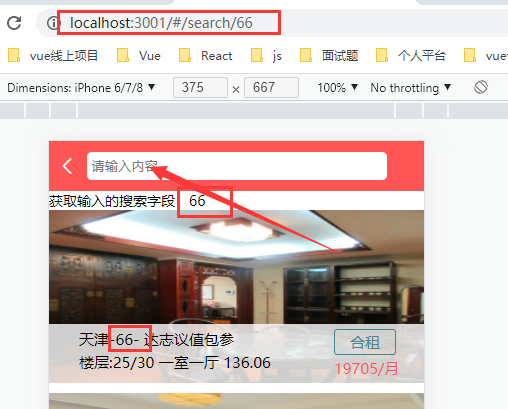 localhost:3001/#/search/66
vue线上项目 Vue React js 面试题 个人平台 vue
Dimensions: iPhone 6/7/8 ▼ 375 × 667 100% ▼ No throttling ▼
请输入内容
获取输入的搜索字段 66
天津-66- 达志议值包参
合租
楼层:25/30 一室一厅 136.06
19705/月